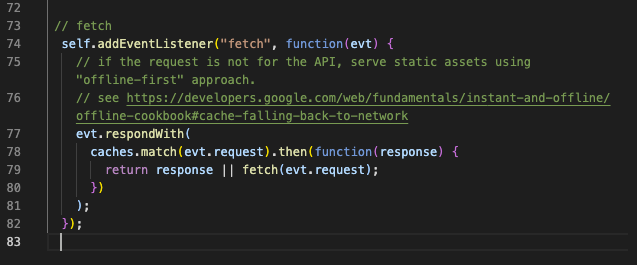 72
73 // fetch
74 self.addEventListener("fetch", function(evt) {
75 // if the request is not for the API, serve static assets using
"offline-first" approach.
76 // see https://developers.google.com/web/fundamentals/instant-and-offline/
offline-cookbook#cache-falling-back-to-network
77 evt.respondWith(
78 caches.match(evt.request).then(function(response) {
79 return response || fetch(evt.request);
80 })
81 );
82 });
83